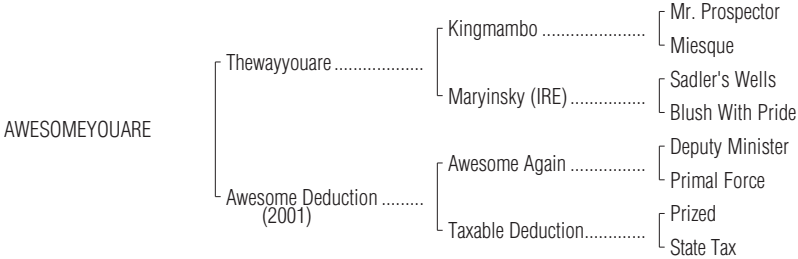 Mr. Prospector
Kingmambo ......................
Miesque
Thewayyouare ...................
Sadler's Wells
Maryinsky (IRE) ................
Blush With Pride
AWESOMEYOUARE
Deputy Minister
Awesome Again ................
Primal Force
Awesome Deduction .........
(2001)
Prized
Taxable Deduction.............
State Tax